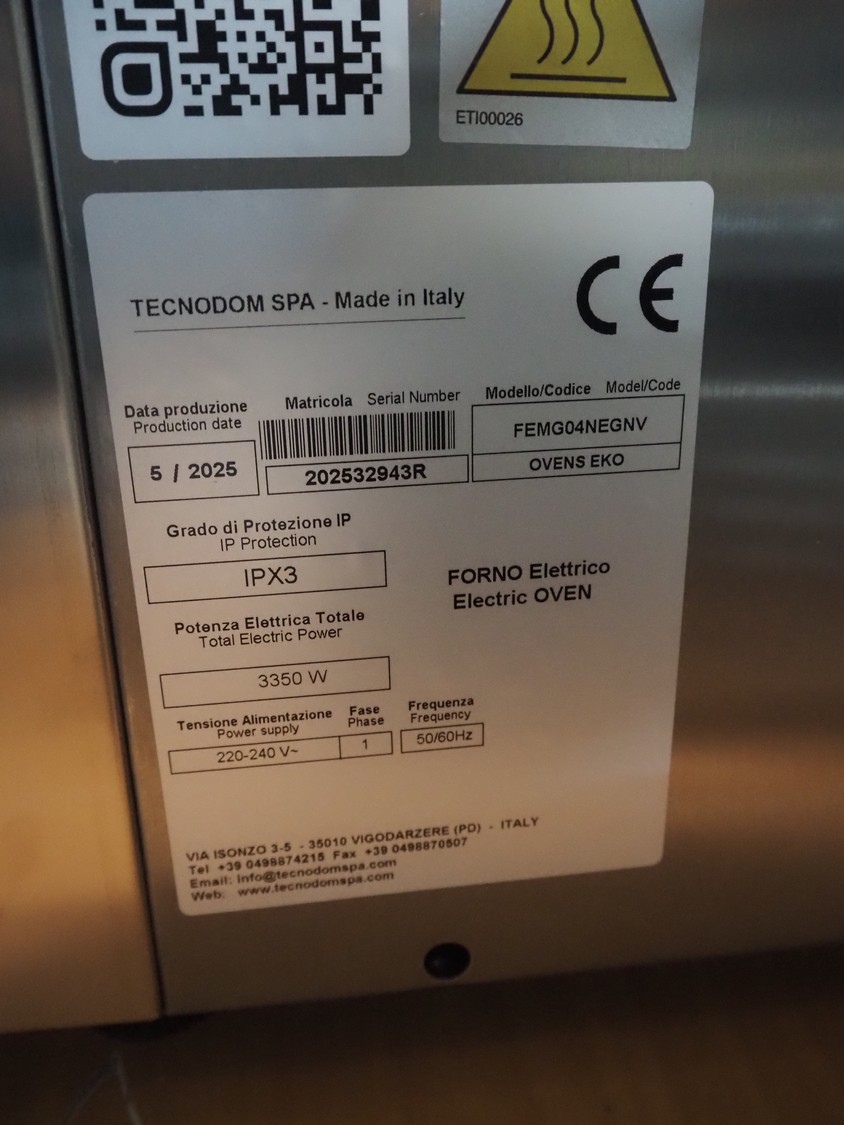 ETI00026
TECNODOM SPA - Made in Italy
CE
Data produzione
Production date
5 / 2025
Matricola Serial Number
202532943R
Modello/Codice Model/Code
FEMG04NEGNV
OVENS EKO
Grado di Protezione IP
IP Protection
IPX3
FORNO Elettrico
Electric OVEN
Potenza Elettrica Totale
Total Electric Power
3350 W
Tensione Alimentazione
Power supply
220-240 V~
Fase
Phase
1
Frequenza
Frequency
50/60Hz
VIA ISONZO 3-5 - 35010 VIGODARZERE (PD) - ITALY
Tel +39 0498874215 Fax +39 0498870507
Email: info@tecnodomspa.com
Web: www.tecnodomspa.com